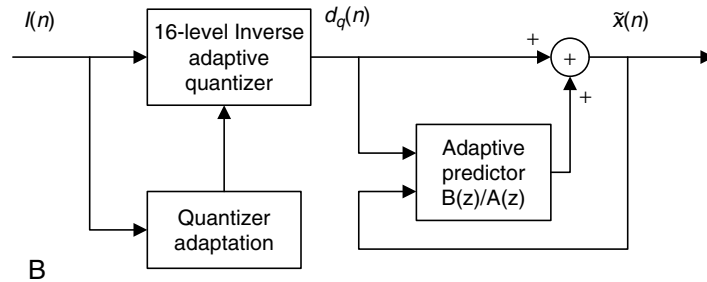 I(n)
16-level Inverse
adaptive
quantizer
d_q(n)
+
+
+
x̃(n)
Adaptive
predictor
B(z)/A(z)
Quantizer
adaptation
B